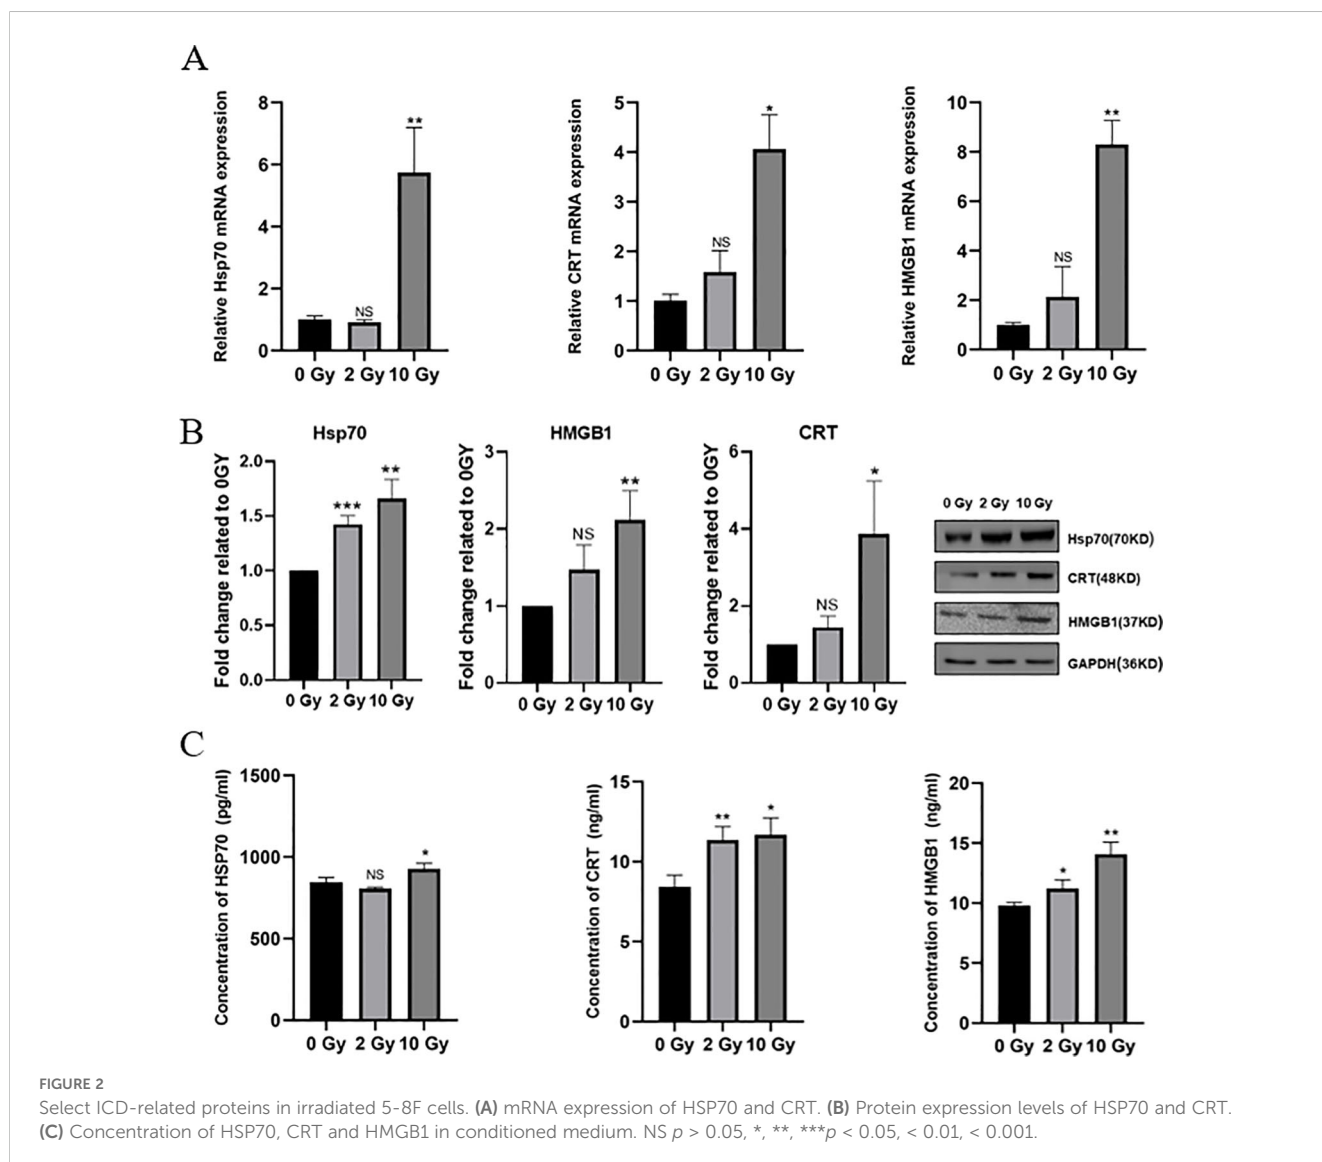 A
Relative Hsp70 mRNA expression
8
6
4
2
0
NS
**
0 Gy 2 Gy 10 Gy
Relative CRT mRNA expression
5
4
3
2
1
0
NS
*
0 Gy 2 Gy 10 Gy
Relative HMGB1 mRNA expression
10
8
6
4
2
0
NS
**
0 Gy 2 Gy 10 Gy
B
Hsp70
Fold change related to 0GY
2.0
1.5
1.0
0.5
0.0
***
**
0 Gy 2 Gy 10 Gy
HMGB1
Fold change related to 0GY
3
2
1
0
NS
**
0 Gy 2 Gy 10 Gy
CRT
Fold change related to 0GY
6
4
2
0
NS
*
0 Gy 2 Gy 10 Gy
0 Gy 2 Gy 10 Gy
Hsp70(70KD)
CRT(48KD)
HMGB1(37KD)
GAPDH(36KD)
C
Concentration of HSP70 (pg/ml)
1500
1000
500
0
NS
*
0 Gy 2 Gy 10 Gy
Concentration of CRT (ng/ml)
15
10
5
0
**
*
0 Gy 2 Gy 10 Gy
Concentration of HMGB1 (ng/ml)
20
15
10
5
0
*
**
0 Gy 2 Gy 10 Gy
FIGURE 2
Select ICD-related proteins in irradiated 5-8F cells. (A) mRNA expression of HSP70 and CRT. (B) Protein expression levels of HSP70 and CRT.
(C) Concentration of HSP70, CRT and HMGB1 in conditioned medium. NS p > 0.05, *, **, ***p < 0.05, < 0.01, < 0.001.